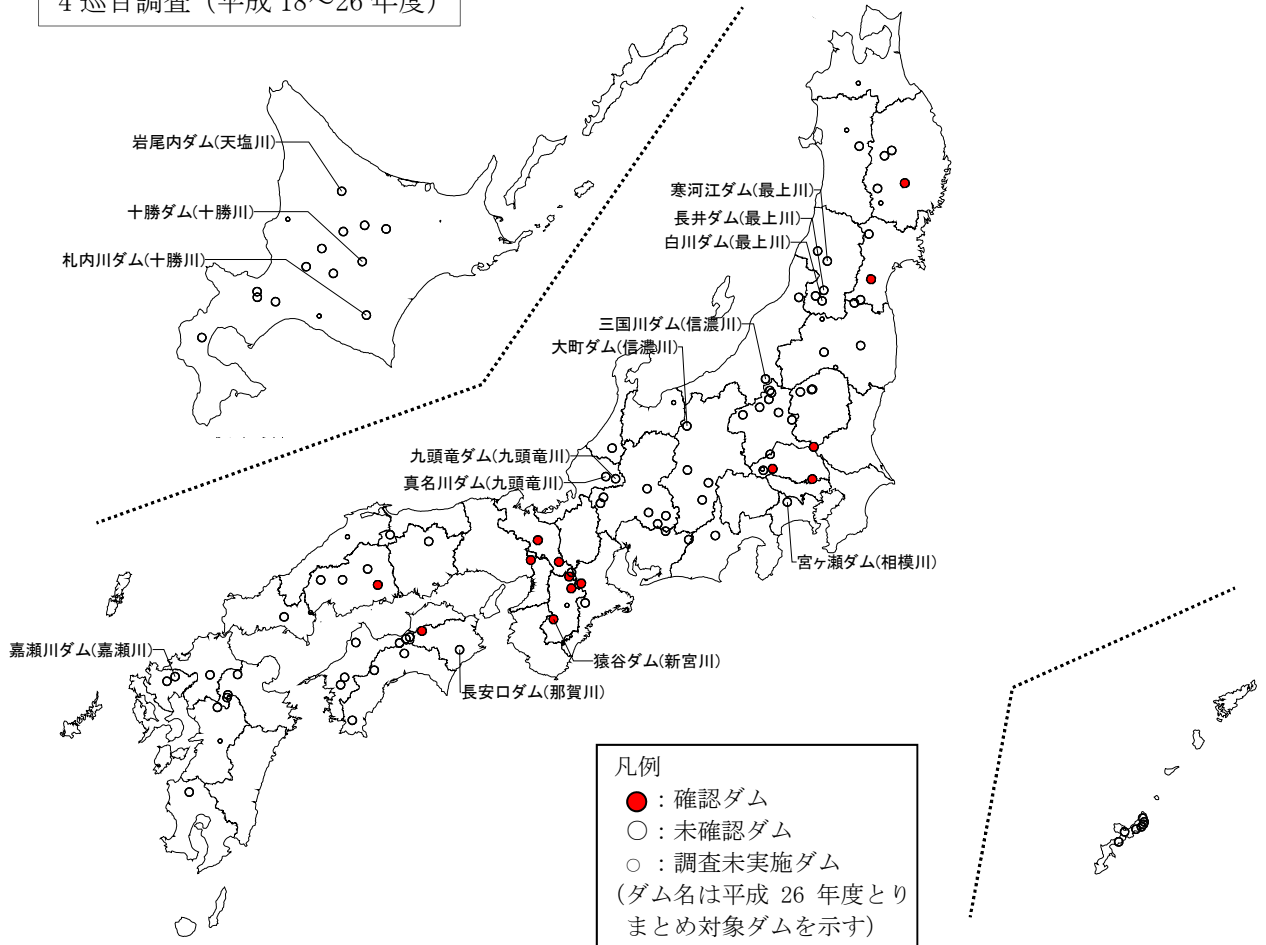 4 巡目調査（平成 18～26 年度）
岩尾内ダム(天塩川)
十勝ダム(十勝川)
札内川ダム(十勝川)
寒河江ダム(最上川)
長井ダム(最上川)
白川ダム(最上川)
三国川ダム(信濃川)
大町ダム(信濃川)
九頭竜ダム(九頭竜川)
真名川ダム(九頭竜川)
宮ヶ瀬ダム(相模川)
嘉瀬川ダム(嘉瀬川)
猿谷ダム(新宮川)
長安口ダム(那賀川)
凡例
：確認ダム
○：未確認ダム
○：調査未実施ダム
(ダム名は平成 26 年度とり
まとめ対象ダムを示す)